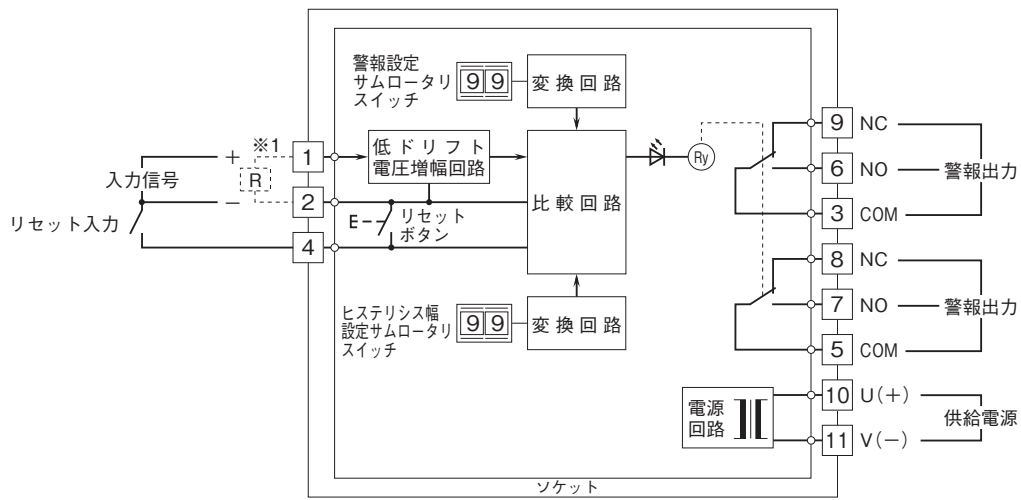 警報設定
サムロータリ
スイッチ
9 9
変換回路
※1
+
R
入力信号
−
リセット入力
1
2
4
低ドリフト
電圧増幅回路
E
リセット
ボタン
比較回路
Ry
ヒステリシス幅
設定サムロータリ
スイッチ
9 9
変換回路
9 NC
6 NO 警報出力
3 COM
8 NC
7 NO 警報出力
5 COM
電源
回路
10 U(+)
供給電源
11 V(−)
ソケット